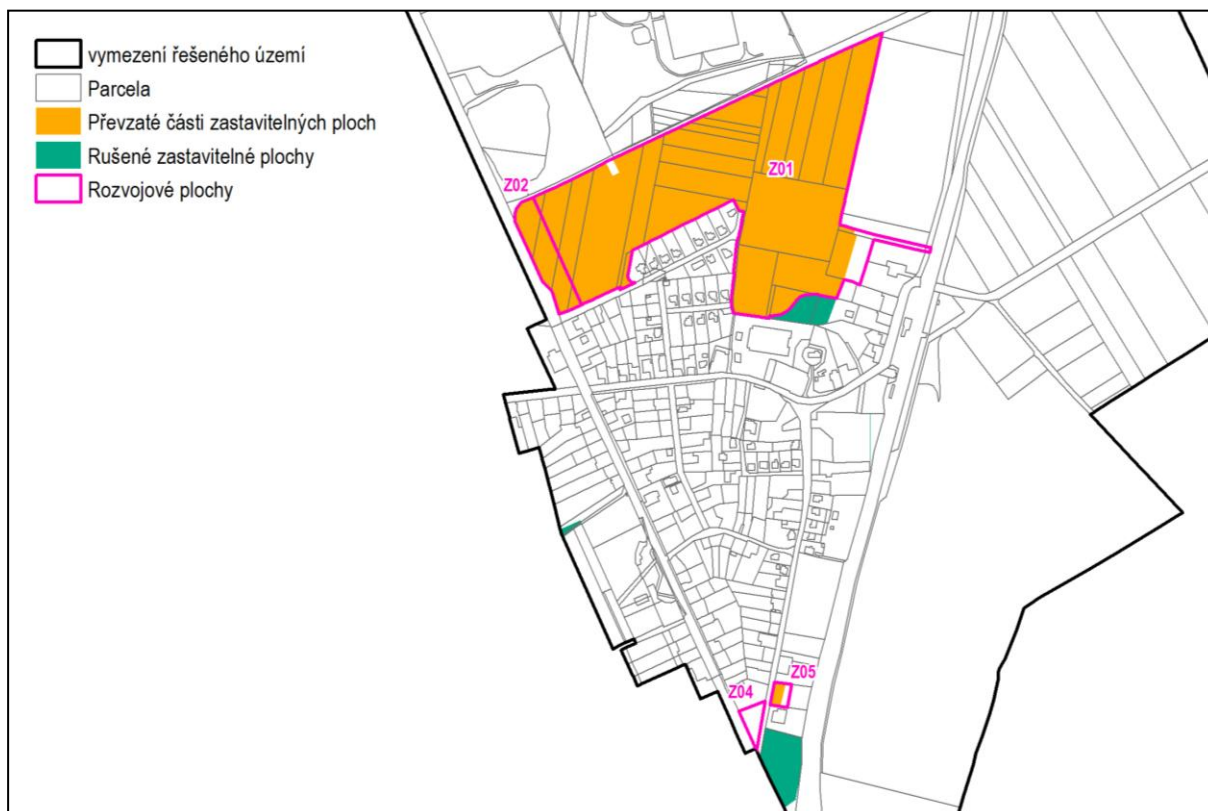 vymezení řešeného území
Parcela
Převzaté části zastavitelných ploch
Rušené zastavitelné plochy
Rozvojové plochy
Z01
Z02
Z05
Z04